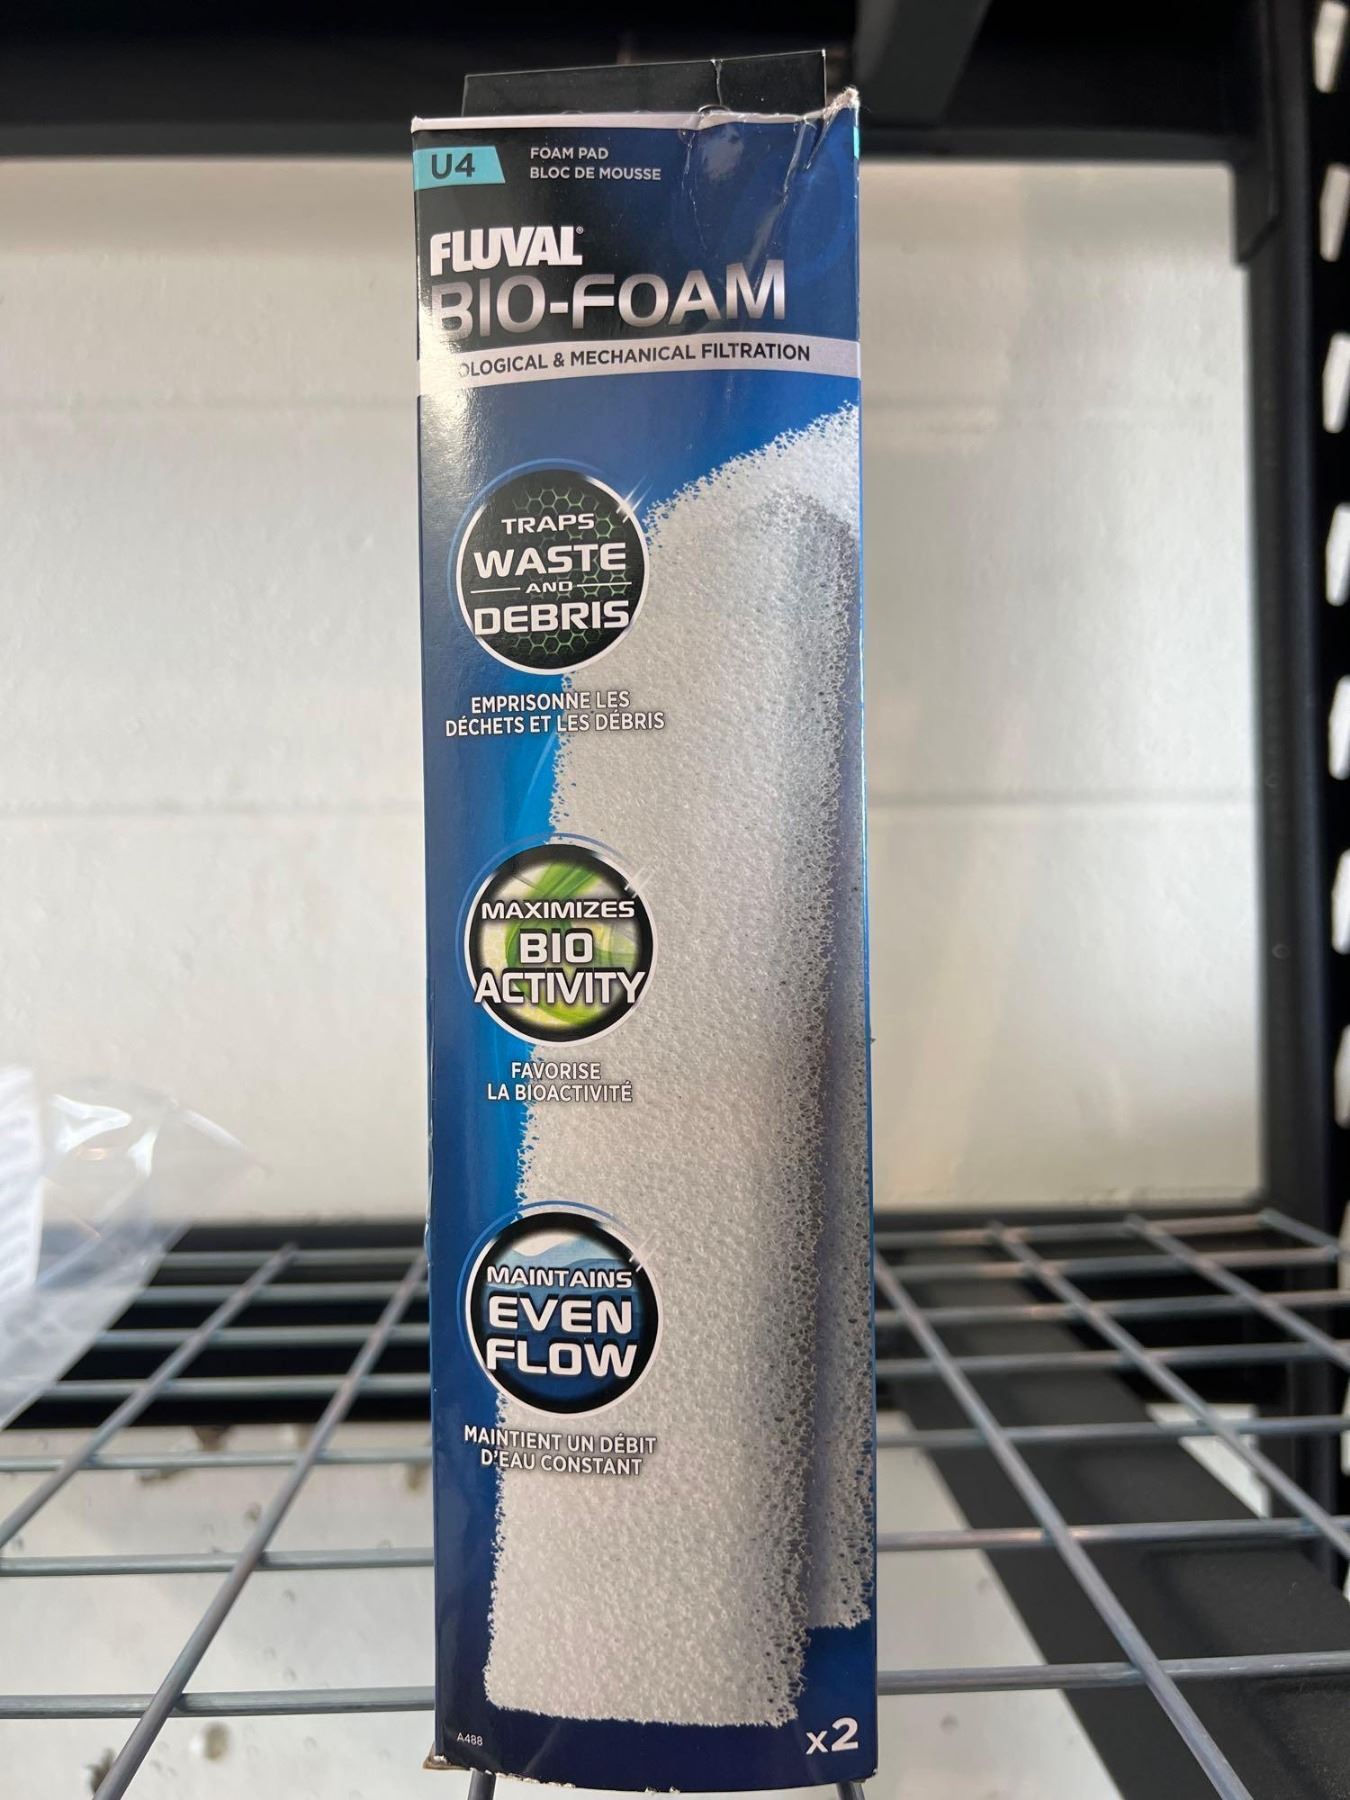 U4
FOAM PAD
BLOC DE MOUSSE
FLUVAL®
BIO-FOAM
OLOGICAL & MECHANICAL FILTRATION
TRAPS
WASTE
AND
DEBRIS
EMPRISONNE LES
DÉCHETS ET LES DÉBRIS
MAXIMIZES
BIO
ACTIVITY
FAVORISE
LA BIOACTIVITÉ
MAINTAINS
EVEN
FLOW
MAINTIENT UN DÉBIT
D'EAU CONSTANT
A488
x2